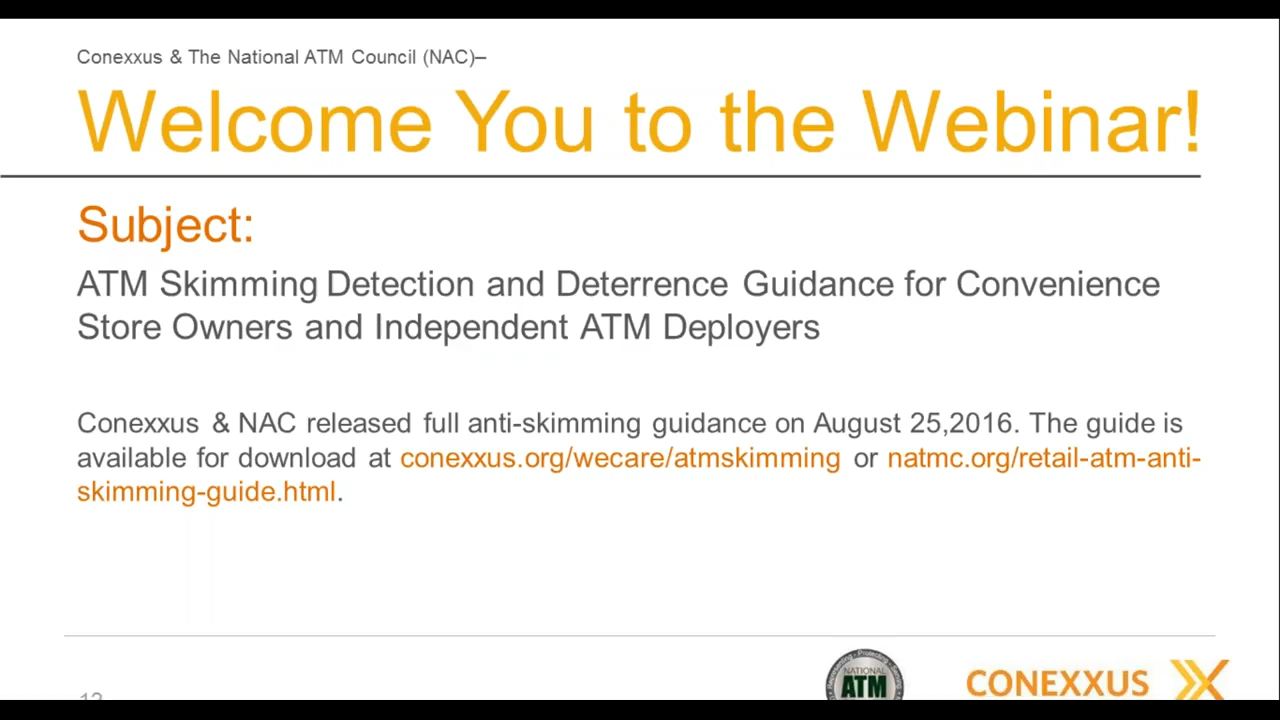 Conexxus & The National ATM Council (NAC)–
Welcome You to the Webinar!
Subject:
ATM Skimming Detection and Deterrence Guidance for Convenience
Store Owners and Independent ATM Deployers
Conexxus & NAC released full anti-skimming guidance on August 25,2016. The guide is
available for download at conexxus.org/wecare/atmskimming or natmc.org/retail-atm-anti-
skimming-guide.html.
NATIONAL
ATM
CONEXXUS